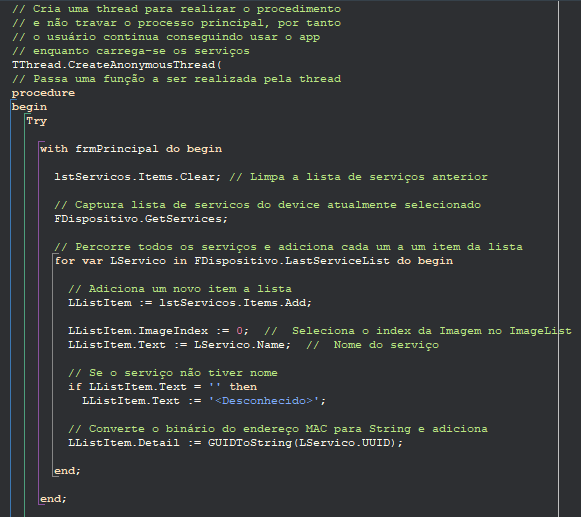 // Cria uma thread para realizar o procedimento
// e não travar o processo principal, por tanto
// o usuário continua conseguindo usar o app
// enquanto carrega-se os serviços
TThread.CreateAnonymousThread(
// Passa uma função a ser realizada pela thread
procedure
begin
Try
with frmPrincipal do begin
lstServicos.Items.Clear; // Limpa a lista de serviços anterior
// Captura lista de servicos do device atualmente selecionado
FDispositivo.GetServices;
// Percorre todos os serviços e adiciona cada um a um item da lista
for var LServico in FDispositivo.LastServiceList do begin
// Adiciona um novo item a lista
LListItem := lstServicos.Items.Add;
LListItem.ImageIndex := 0; // Seleciona o index da Imagem no ImageList
LListItem.Text := LServico.Name; // Nome do serviço
// Se o serviço não tiver nome
if LListItem.Text = '' then
LListItem.Text := '<Desconhecido>';
// Converte o binário do endereço MAC para String e adiciona
LListItem.Detail := GUIDToString(LServico.UUID);
end;
end;